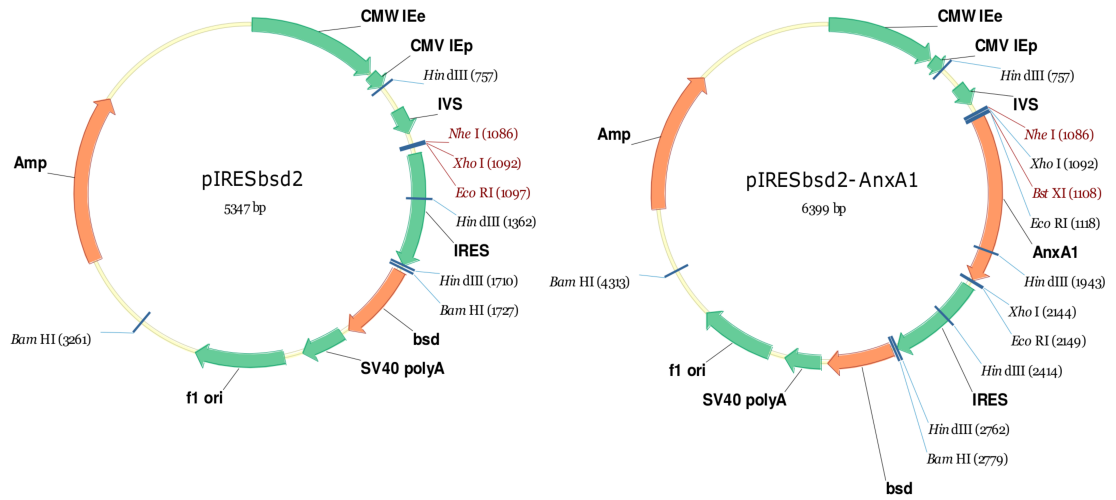 CMW IEe
CMV IEp
Hin dIII (757)
IVS
Nhe I (1086)
Xho I (1092)
Eco RI (1097)
Hin dIII (1362)
IRES
Hin dIII (1710)
Bam HI (1727)
bsd
SV40 polyA
f1 ori
Bam HI (3261)
Amp
pIRESbsd2
5347 bp
CMW IEe
CMV IEp
Hin dIII (757)
IVS
Nhe I (1086)
Xho I (1092)
Bst XI (1108)
Eco RI (1118)
AnxA1
Hin dIII (1943)
Xho I (2144)
Eco RI (2149)
Hin dIII (2414)
IRES
Hin dIII (2762)
Bam HI (2779)
bsd
SV40 polyA
f1 ori
Bam HI (4313)
Amp
pIRESbsd2-AnxA1
6399 bp